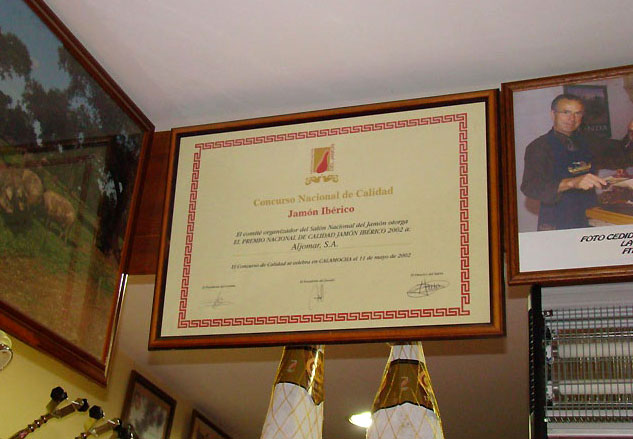 Concurso Nacional de Calidad
Jamón Ibérico
El comité organizador del Salón Nacional del Jamón otorga
EL PREMIO NACIONAL DE CALIDAD JAMÓN IBÉRICO 2002 a:
Aljomar, S.A.
El Concurso de Calidad se celebra en CALAMOCHA el 11 de mayo de 2002
FOTO CEDID
LA